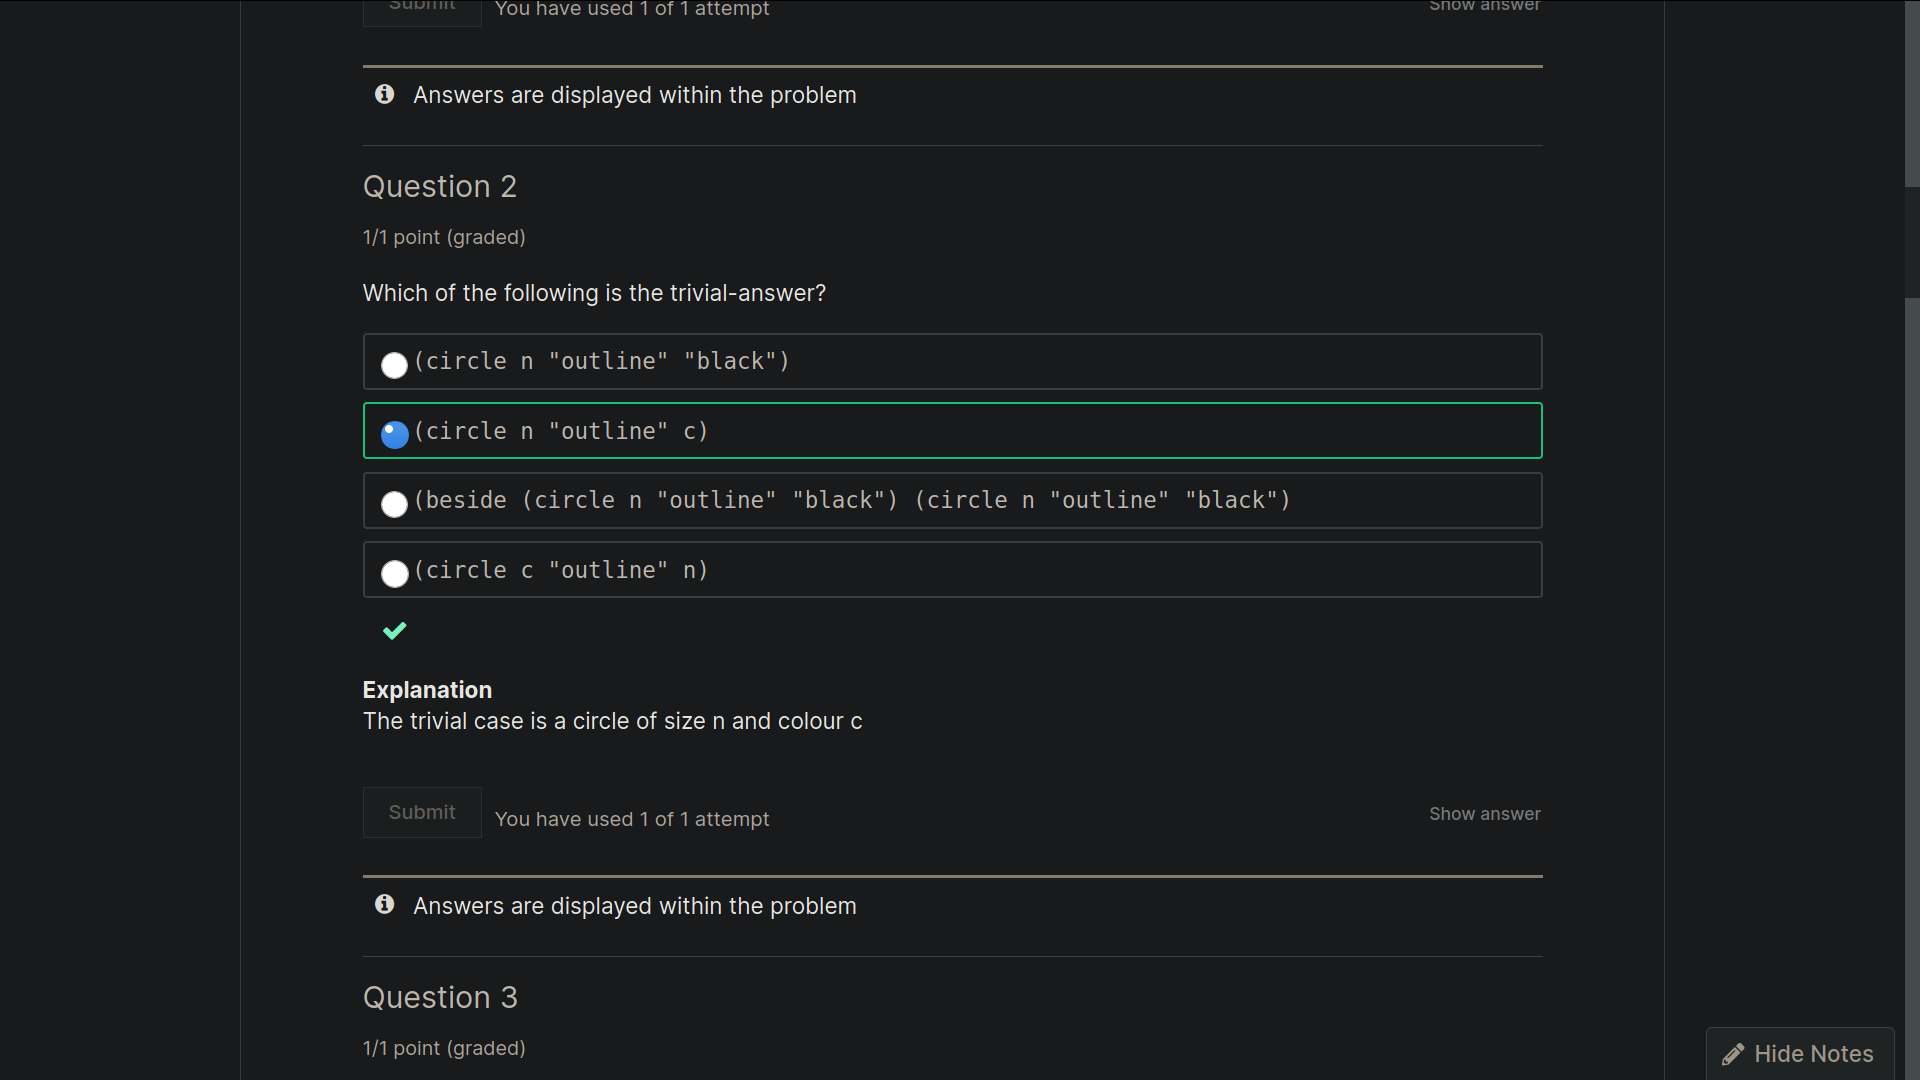 Submit You have used 1 of 1 attempt Show answer
Answers are displayed within the problem
Question 2
1/1 point (graded)
Which of the following is the trivial-answer?
(circle n "outline" "black")
(circle n "outline" c)
(beside (circle n "outline" "black") (circle n "outline" "black")
(circle c "outline" n)
Explanation
The trivial case is a circle of size n and colour c
Submit You have used 1 of 1 attempt Show answer
Answers are displayed within the problem
Question 3
1/1 point (graded)
Hide Notes